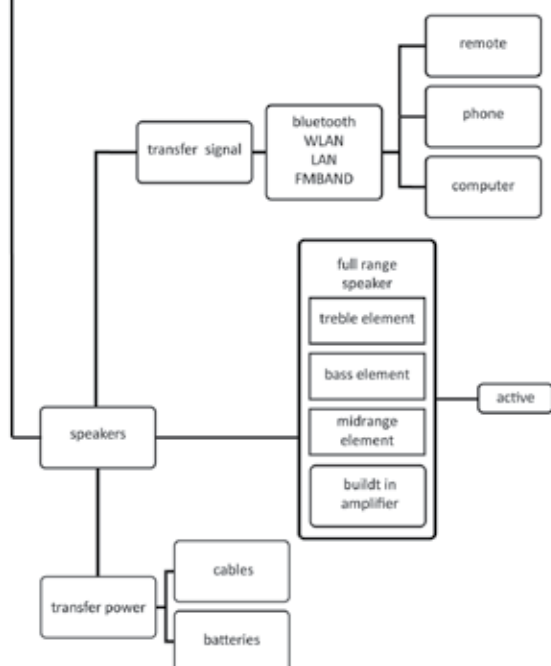 remote
phone
computer
transfer signal
bluetooth
WLAN
LAN
FMBAND
full range
speaker
treble element
bass element
midrange
element
buildt in
amplifier
active
speakers
transfer power
cables
batteries